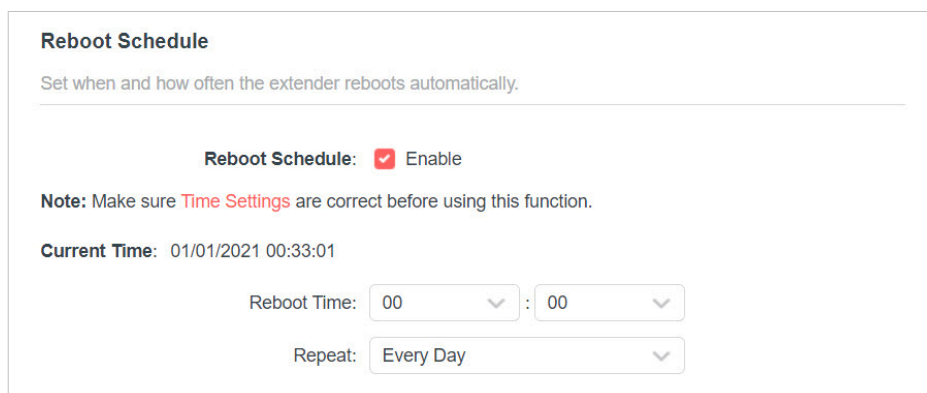 Reboot Schedule
Set when and how often the extender reboots automatically.
Reboot Schedule: Enable
Note: Make sure Time Settings are correct before using this function.
Current Time: 01/01/2021 00:33:01
Reboot Time: 00 : 00
Repeat: Every Day